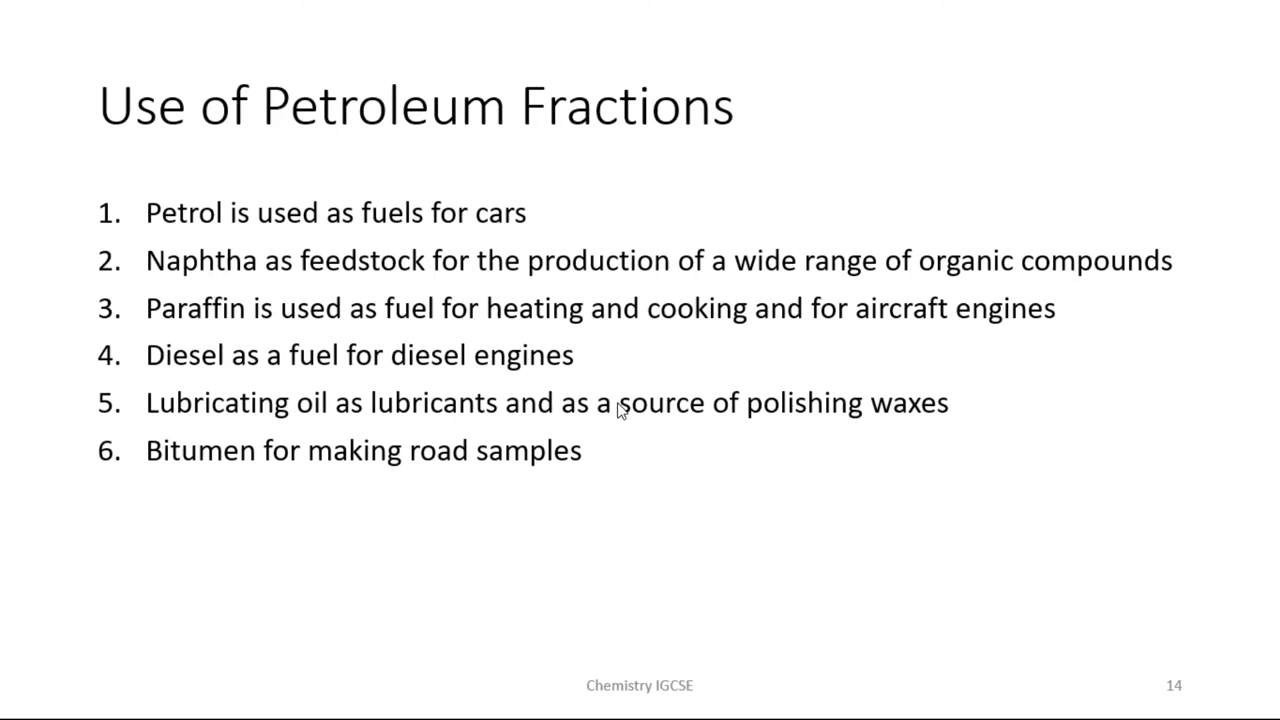 Use of Petroleum Fractions
1. Petrol is used as fuels for cars
2. Naphtha as feedstock for the production of a wide range of organic compounds
3. Paraffin is used as fuel for heating and cooking and for aircraft engines
4. Diesel as a fuel for diesel engines
5. Lubricating oil as lubricants and as a source of polishing waxes
6. Bitumen for making road samples
Chemistry IGCSE
14